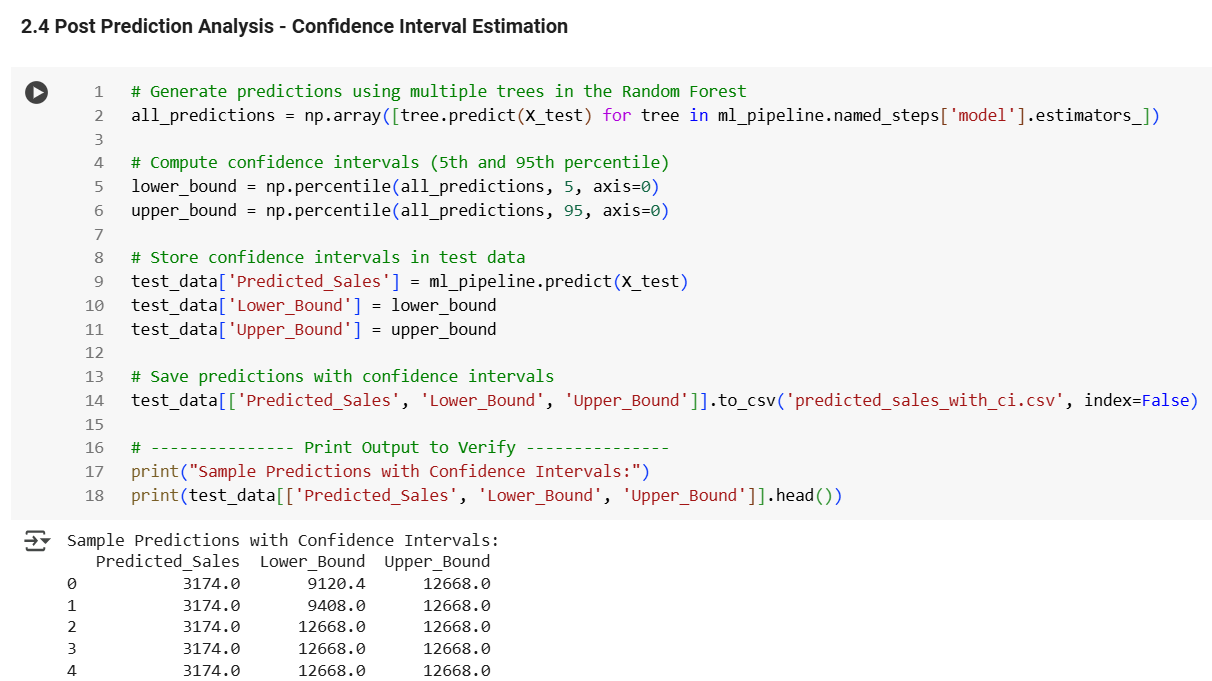 2.4 Post Prediction Analysis - Confidence Interval Estimation
1 # Generate predictions using multiple trees in the Random Forest
2 all_predictions = np.array([tree.predict(X_test) for tree in ml_pipeline.named_steps['model'].estimators_])
3
4 # Compute confidence intervals (5th and 95th percentile)
5 lower_bound = np.percentile(all_predictions, 5, axis=0)
6 upper_bound = np.percentile(all_predictions, 95, axis=0)
7
8 # Store confidence intervals in test data
9 test_data['Predicted_Sales'] = ml_pipeline.predict(X_test)
10 test_data['Lower_Bound'] = lower_bound
11 test_data['Upper_Bound'] = upper_bound
12
13 # Save predictions with confidence intervals
14 test_data[['Predicted_Sales', 'Lower_Bound', 'Upper_Bound']].to_csv('predicted_sales_with_ci.csv', index=False)
15
16 # --------------- Print Output to Verify ---------------
17 print("Sample Predictions with Confidence Intervals:")
18 print(test_data[['Predicted_Sales', 'Lower_Bound', 'Upper_Bound']].head())
Sample Predictions with Confidence Intervals:
   Predicted_Sales  Lower_Bound  Upper_Bound
0           3174.0       9120.4      12668.0
1           3174.0       9408.0      12668.0
2           3174.0      12668.0      12668.0
3           3174.0      12668.0      12668.0
4           3174.0      12668.0      12668.0